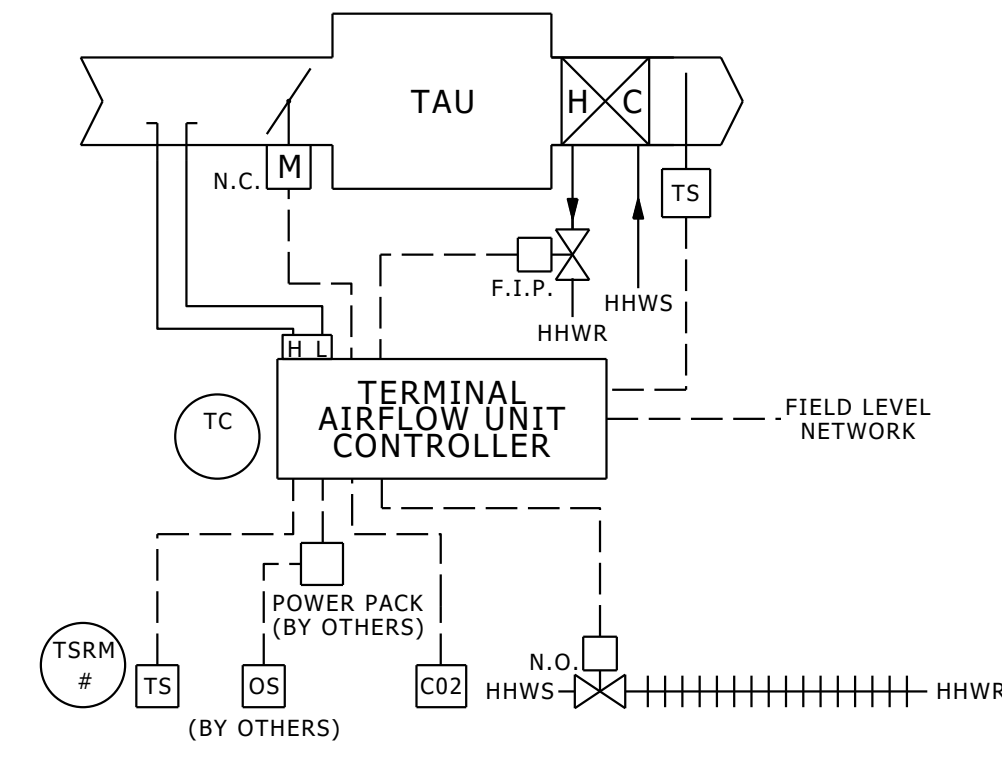 TAU
H C
M
N.C.
TS
F.I.P.
HHWS
HHWR
H L
TERMINAL
AIRFLOW UNIT
CONTROLLER
TC
FIELD LEVEL
NETWORK
POWER PACK
(BY OTHERS)
TSRM
#
TS
OS
C02
N.O.
HHWS
HHWR
(BY OTHERS)